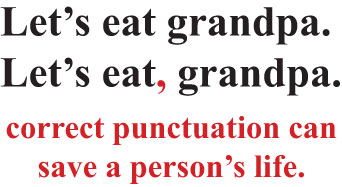 Let’s eat grandpa.
Let’s eat, grandpa.
correct punctuation can
save a person’s life.